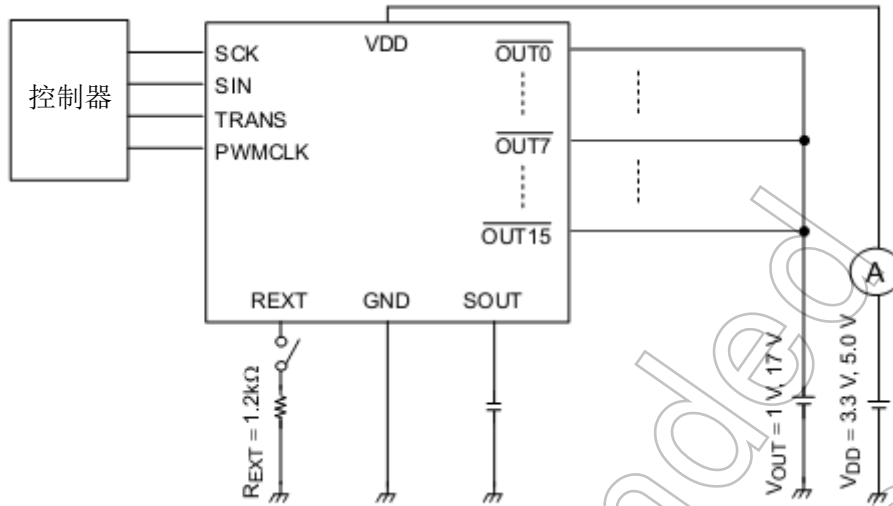 控制器
SCK
SIN
TRANS
PWMCLK
VDD
OUT0
OUT7
OUT15
REXT
GND
SOUT
A
REXT = 1.2kΩ
VOUT = 1 V, 17 V
VDD = 3.3 V, 5.0 V
nded